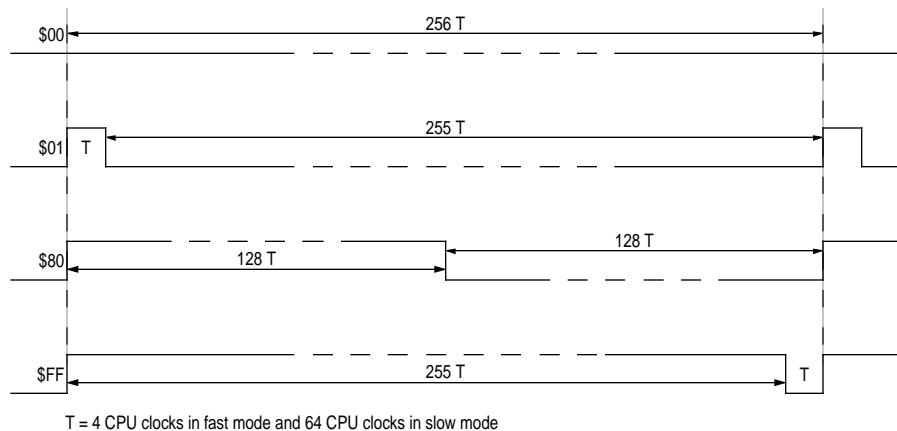 256 T
$00
255 T
$01 T
128 T
$80 128 T
$FF 255 T T
T = 4 CPU clocks in fast mode and 64 CPU clocks in slow mode